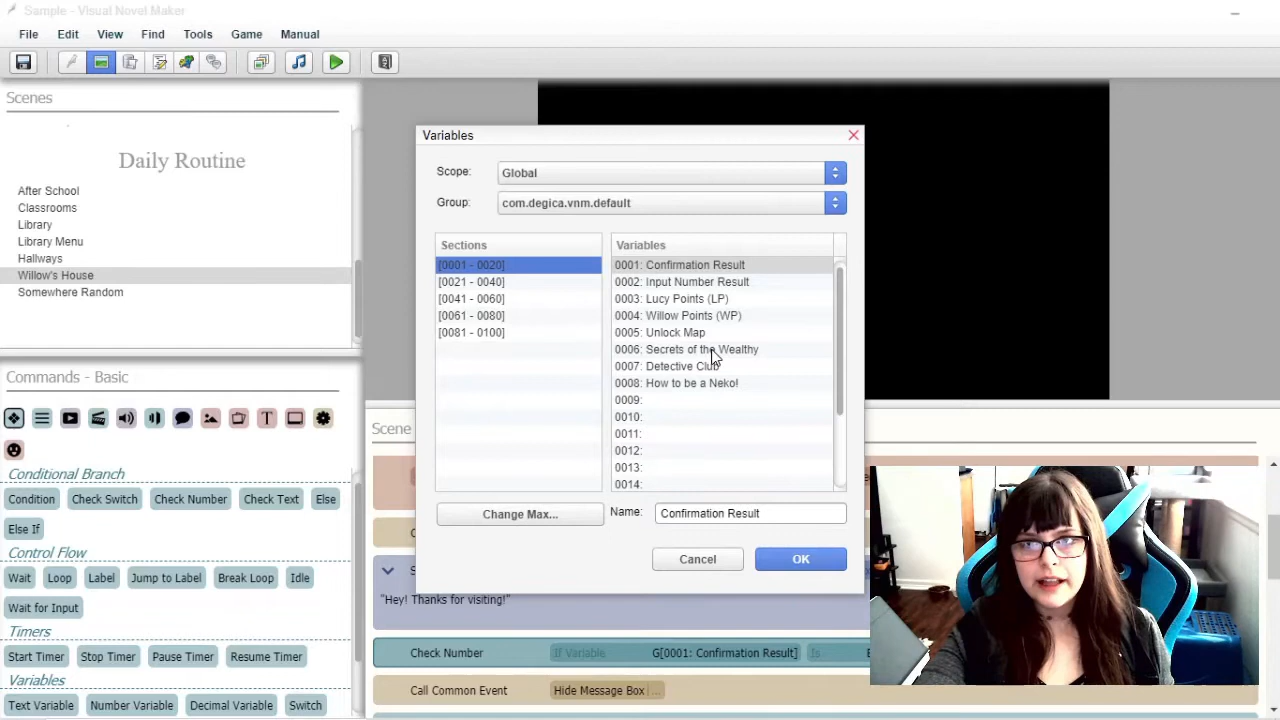 Sample - Visual Novel Maker
File Edit View Find Tools Game Manual
Scenes
Daily Routine
After School
Classrooms
Library
Library Menu
Hallways
Willow's House
Somewhere Random
Commands - Basic
Conditional Branch
Condition Check Switch Check Number Check Text Else
Else If
Control Flow
Wait Loop Label Jump to Label Break Loop Idle
Wait for Input
Timers
Start Timer Stop Timer Pause Timer Resume Timer
Variables
Text Variable Number Variable Decimal Variable Switch
Variables
Scope: Global
Group: com.degica.vnm.default
Sections
[0001 - 0020]
[0021 - 0040]
[0041 - 0060]
[0061 - 0080]
[0081 - 0100]
Variables
0001: Confirmation Result
0002: Input Number Result
0003: Lucy Points (LP)
0004: Willow Points (WP)
0005: Unlock Map
0006: Secrets of the Wealthy
0007: Detective Club
0008: How to be a Neko!
0009:
0010:
0011:
0012:
0013:
0014:
Change Max...
Name: Confirmation Result
Cancel OK
Scene
"Hey! Thanks for visiting!"
Check Number If Variable G[0001: Confirmation Result] Is
Call Common Event Hide Message Box ...